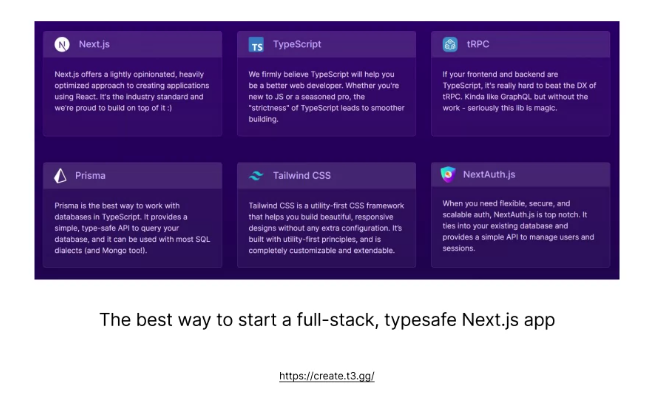 Next.js
Next.js offers a lightly opinionated, heavily
optimized approach to creating applications
using React. It's the industry standard and
we're proud to build on top of it :)
TS TypeScript
We firmly believe TypeScript will help you
be a better web developer. Whether you're
new to JS or a seasoned pro, the
"strictness" of TypeScript leads to smoother
building.
tRPC
If your frontend and backend are
TypeScript, it's really hard to beat the DX of
tRPC. Kinda like GraphQL but without the
work - seriously this lib is magic.
Prisma
Prisma is the best way to work with
databases in TypeScript. It provides a
simple, type-safe API to query your
database, and it can be used with most SQL
dialects (and Mongo too!).
Tailwind CSS
Tailwind CSS is a utility-first CSS framework
that helps you build beautiful, responsive
designs without any extra configuration. It's
built with utility-first principles, and is
completely customizable and extendable.
NextAuth.js
When you need flexible, secure, and
scalable auth, NextAuth.js is top notch. It
ties into your existing database and
provides a simple API to manage users and
sessions.
The best way to start a full-stack, typesafe Next.js app
https://create.t3.gg/